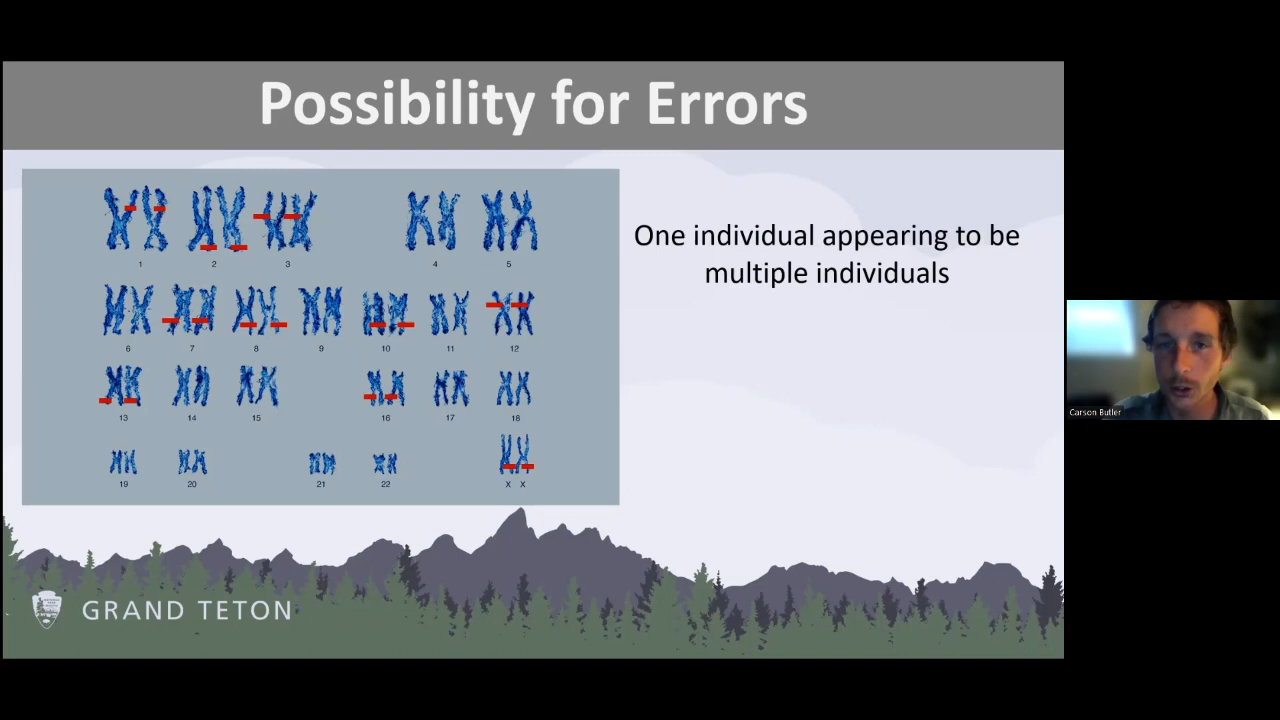 Possibility for Errors
One individual appearing to be
multiple individuals
1 2 3 4 5
6 7 8 9 10 11 12
13 14 15 16 17 18
19 20 21 22 X X
GRAND TETON
Carson Butler